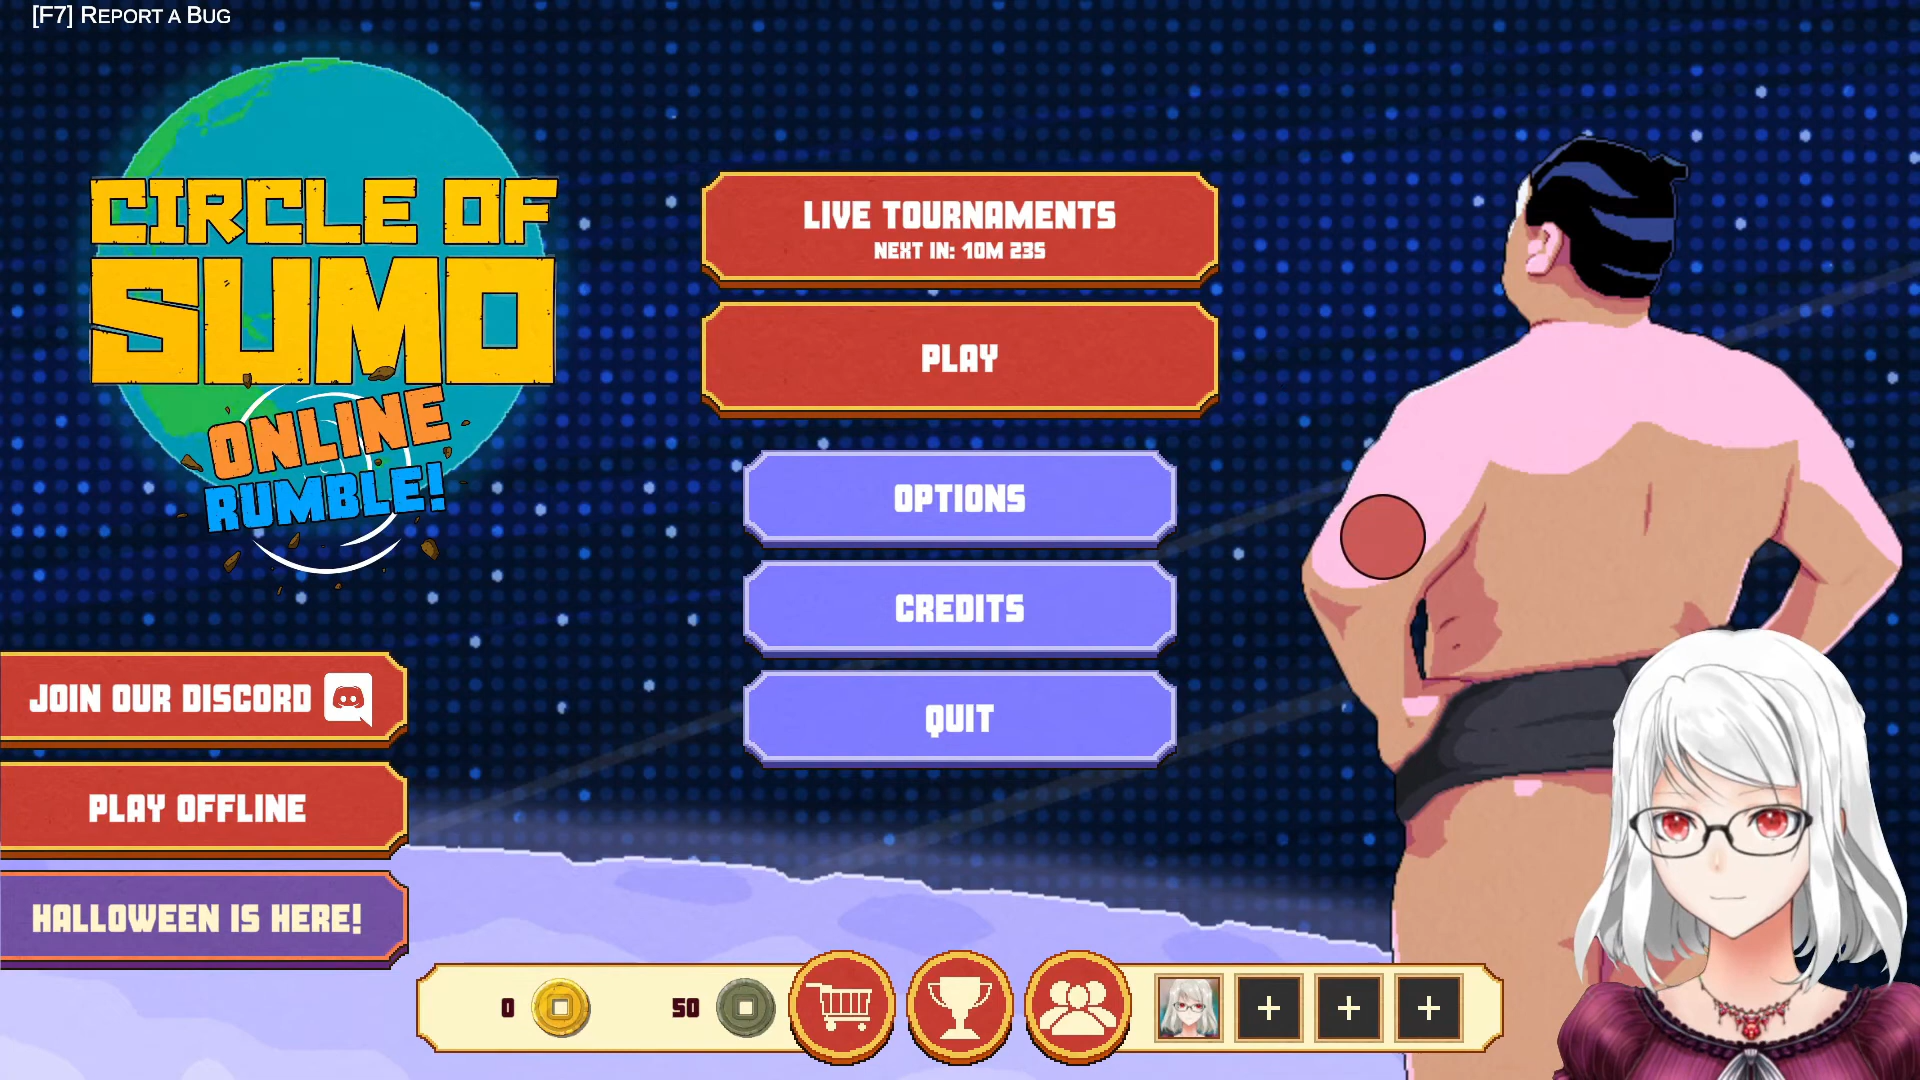 [F7] REPORT A BUG
CIRCLE OF
SUMO
ONLINE
RUMBLE!
LIVE TOURNAMENTS
NEXT IN: 10M 23S
PLAY
OPTIONS
CREDITS
QUIT
JOIN OUR DISCORD
PLAY OFFLINE
HALLOWEEN IS HERE!
0
50
+ + +